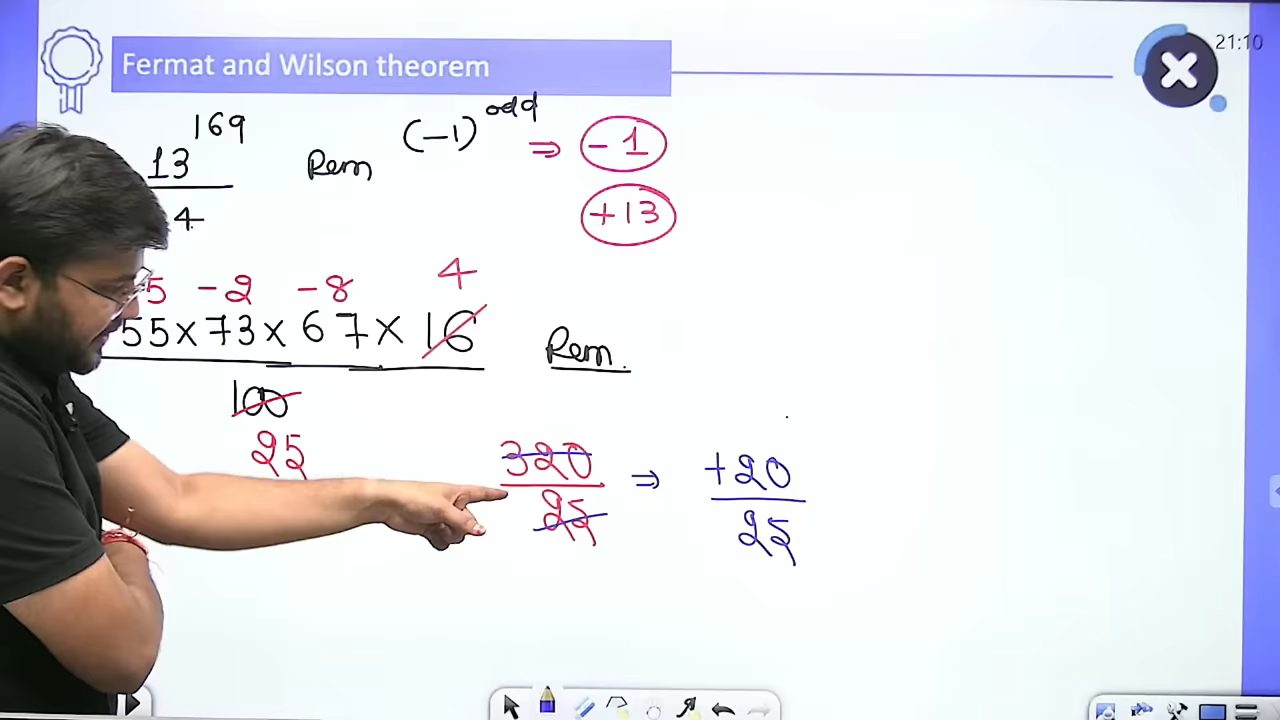 Fermat and Wilson theorem
21:10
13^169
4
Rem
(-1)^odd ⇒ -1
+13
5 -2 -8 4
55×73×67×16
Rem.
100
25
320
25
⇒
+20
25